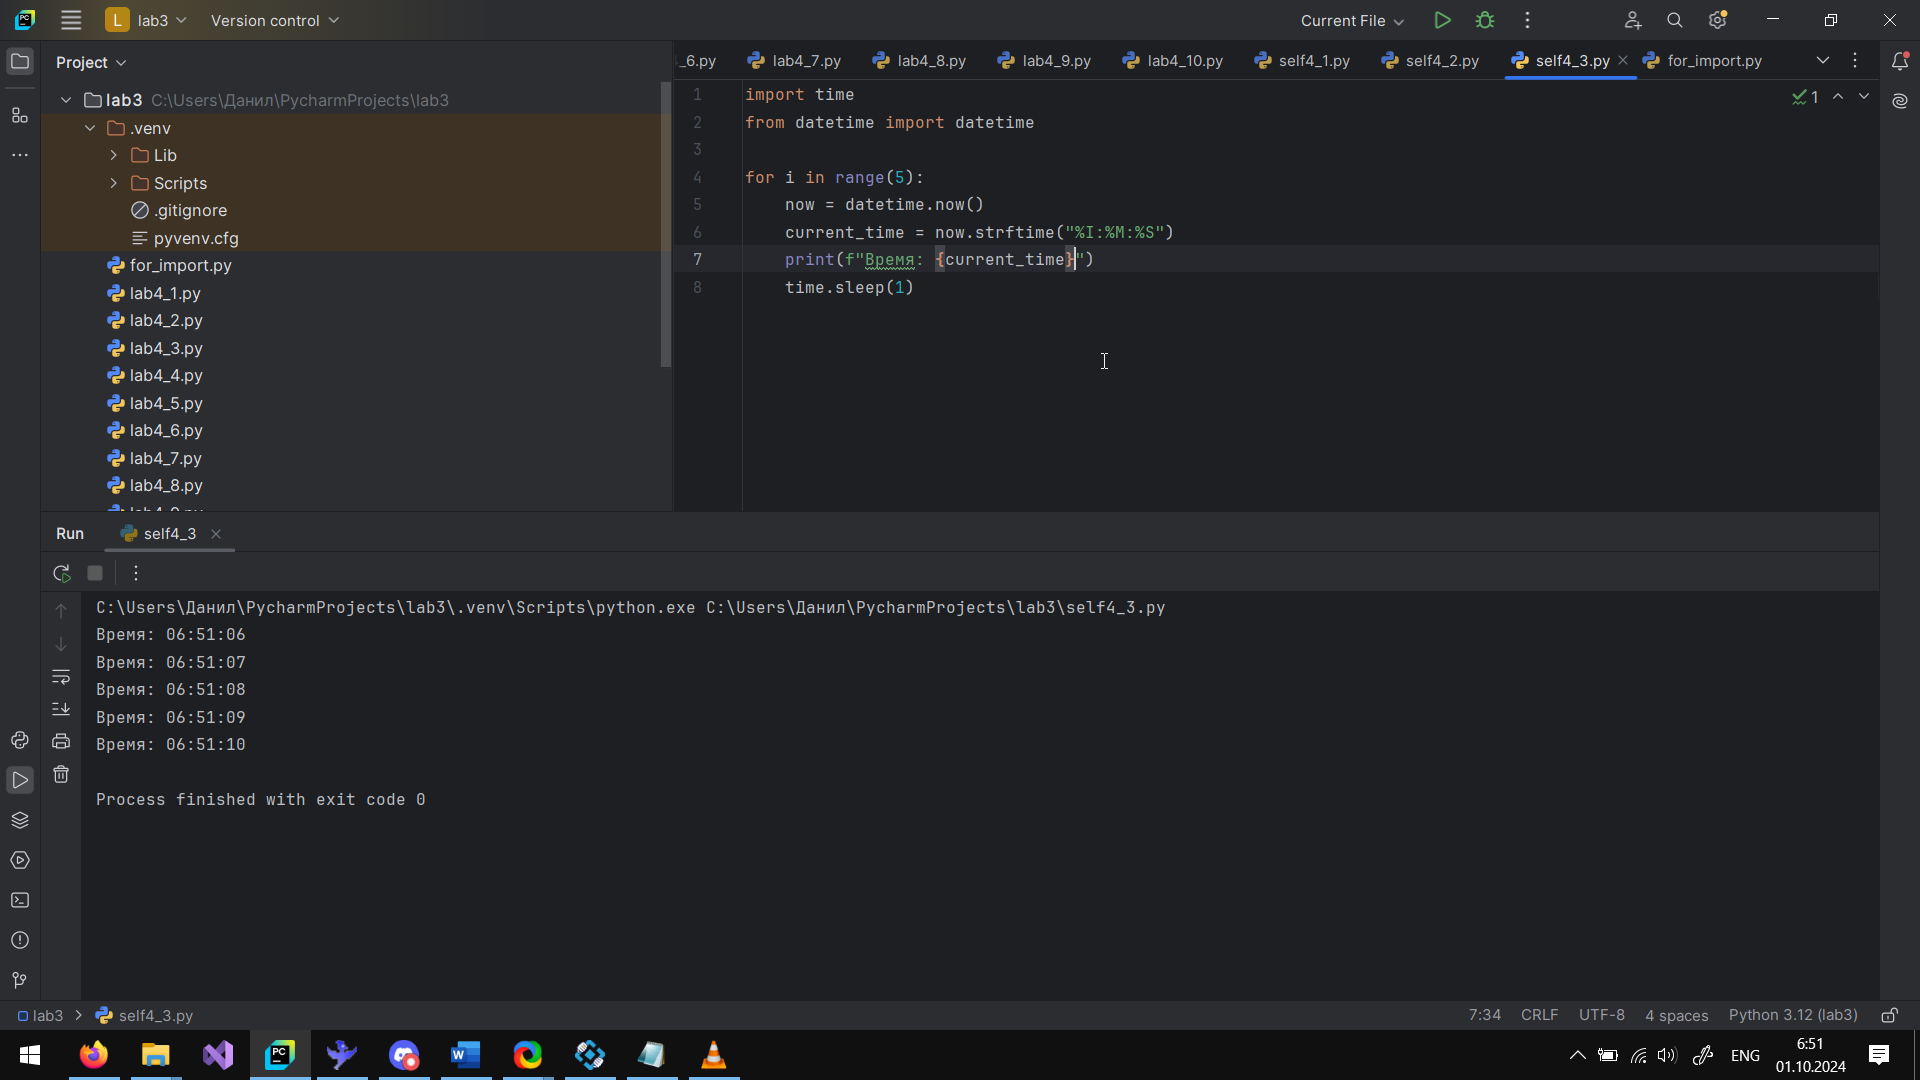 L lab3 Version control Current File
Project
_6.py lab4_7.py lab4_8.py lab4_9.py lab4_10.py self4_1.py self4_2.py self4_3.py for_import.py
lab3 C:\Users\Данил\PycharmProjects\lab3
.venv
Lib
Scripts
.gitignore
pyvenv.cfg
for_import.py
lab4_1.py
lab4_2.py
lab4_3.py
lab4_4.py
lab4_5.py
lab4_6.py
lab4_7.py
lab4_8.py
1 import time
2 from datetime import datetime
3
4 for i in range(5):
5 now = datetime.now()
6 current_time = now.strftime("%I:%M:%S")
7 print(f"Время: {current_time}")
8 time.sleep(1)
1
Run self4_3
C:\Users\Данил\PycharmProjects\lab3\.venv\Scripts\python.exe C:\Users\Данил\PycharmProjects\lab3\self4_3.py
Время: 06:51:06
Время: 06:51:07
Время: 06:51:08
Время: 06:51:09
Время: 06:51:10
Process finished with exit code 0
lab3 self4_3.py 7:34 CRLF UTF-8 4 spaces Python 3.12 (lab3)
ENG 6:51
01.10.2024